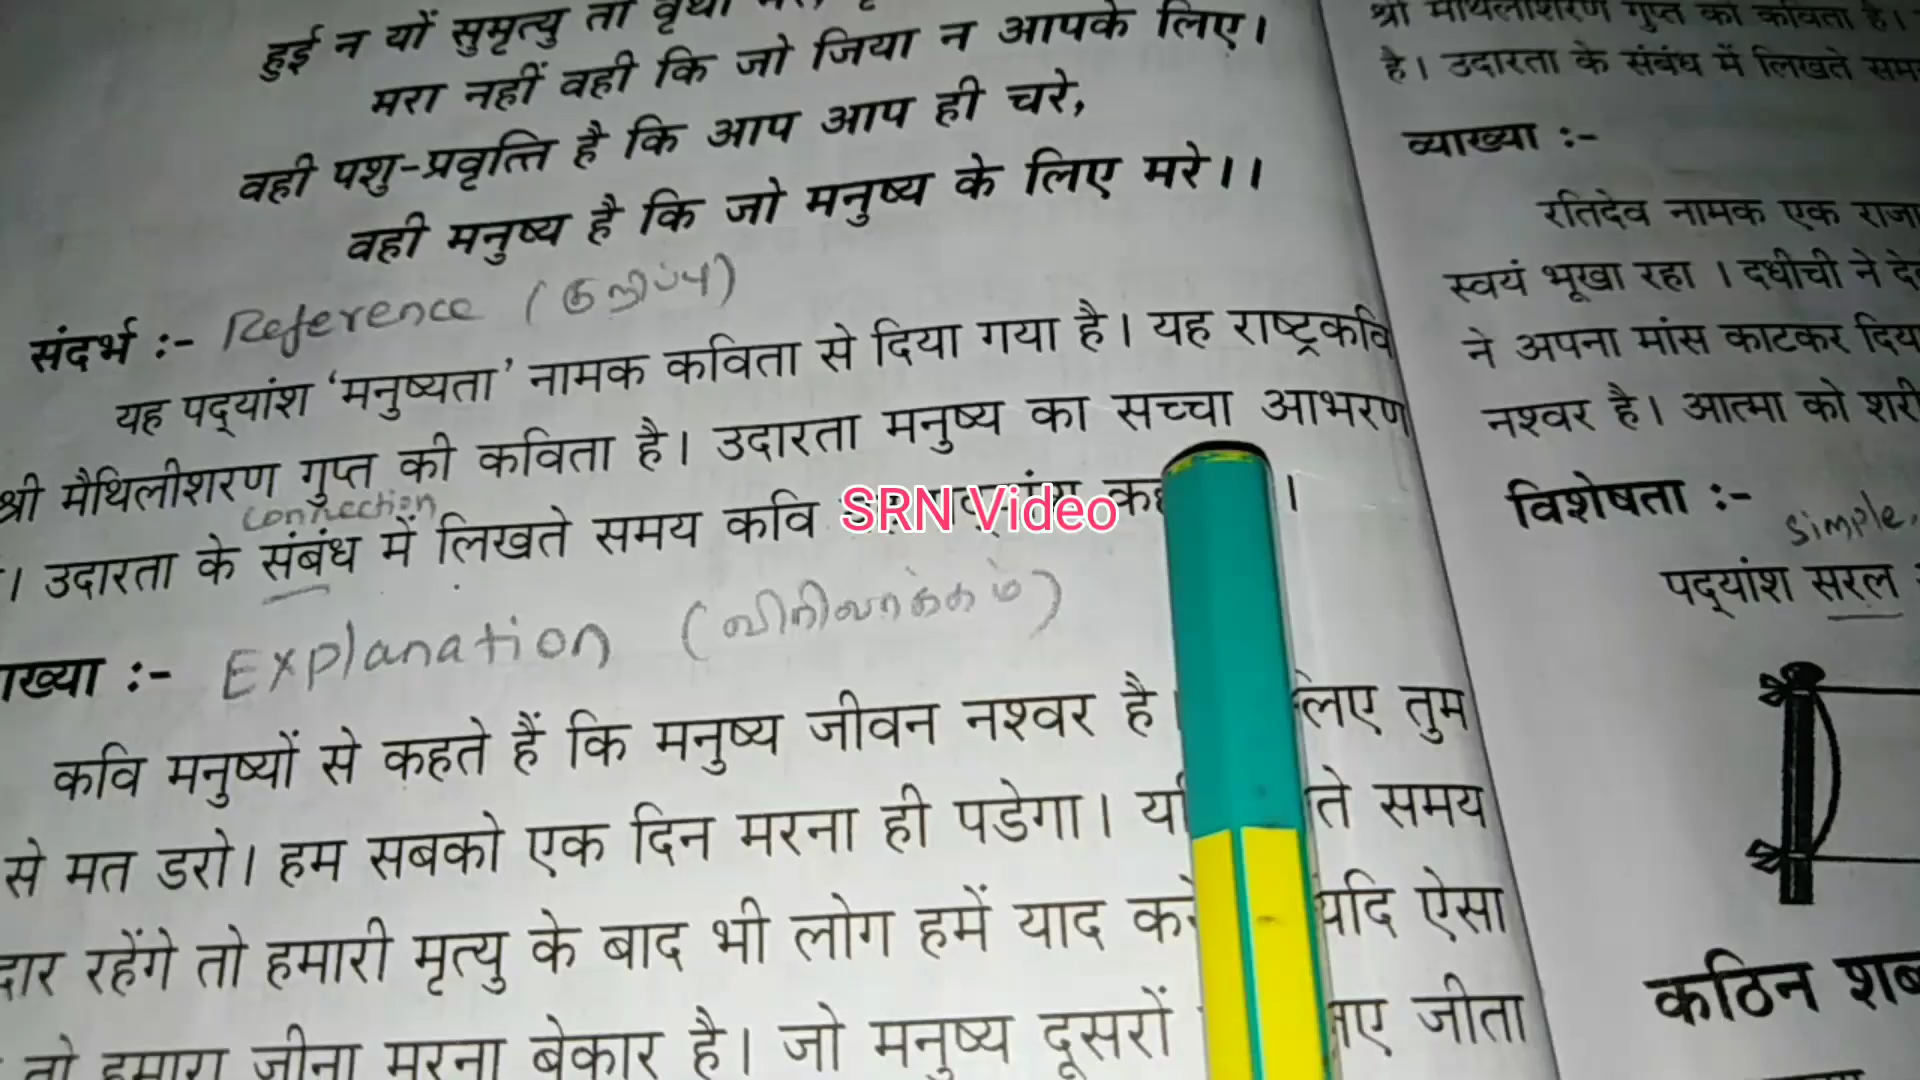 हुई न यों सुमृत्यु तो वृथा
मरा नहीं वही कि जो जिया न आपके लिए।
वही पशु-प्रवृत्ति है कि आप आप ही चरे,
वही मनुष्य है कि जो मनुष्य के लिए मरे।।
संदर्भ :- Reference (குறிப்பு)
यह पद्यांश ‘मनुष्यता’ नामक कविता से दिया गया है। यह राष्ट्रकवि
श्री मैथिलीशरण गुप्त की कविता है। उदारता मनुष्य का सच्चा आभरण
connection
। उदारता के संबंध में लिखते समय कवि
SRN Video
Explanation
कवि मनुष्यों से कहते हैं कि मनुष्य जीवन नश्वर है तुम
से मत डरो। हम सबको एक दिन मरना ही पडेगा। समय
रहेंगे तो हमारी मृत्यु के बाद भी लोग हमें याद यदि ऐसा
तो हमारा जीना मरना बेकार है। जो मनुष्य दूसरों जीता
श्री मैथिलीशरण गुप्त की कविता है।
है। उदारता के संबंध में लिखते
व्याख्या :-
रतिदेव नामक एक
स्वयं भूखा रहा । दधीची ने
ने अपना मांस काटकर
नश्वर है। आत्मा को
विशेषता :-
simple,
पद्यांश सरल
कठिन